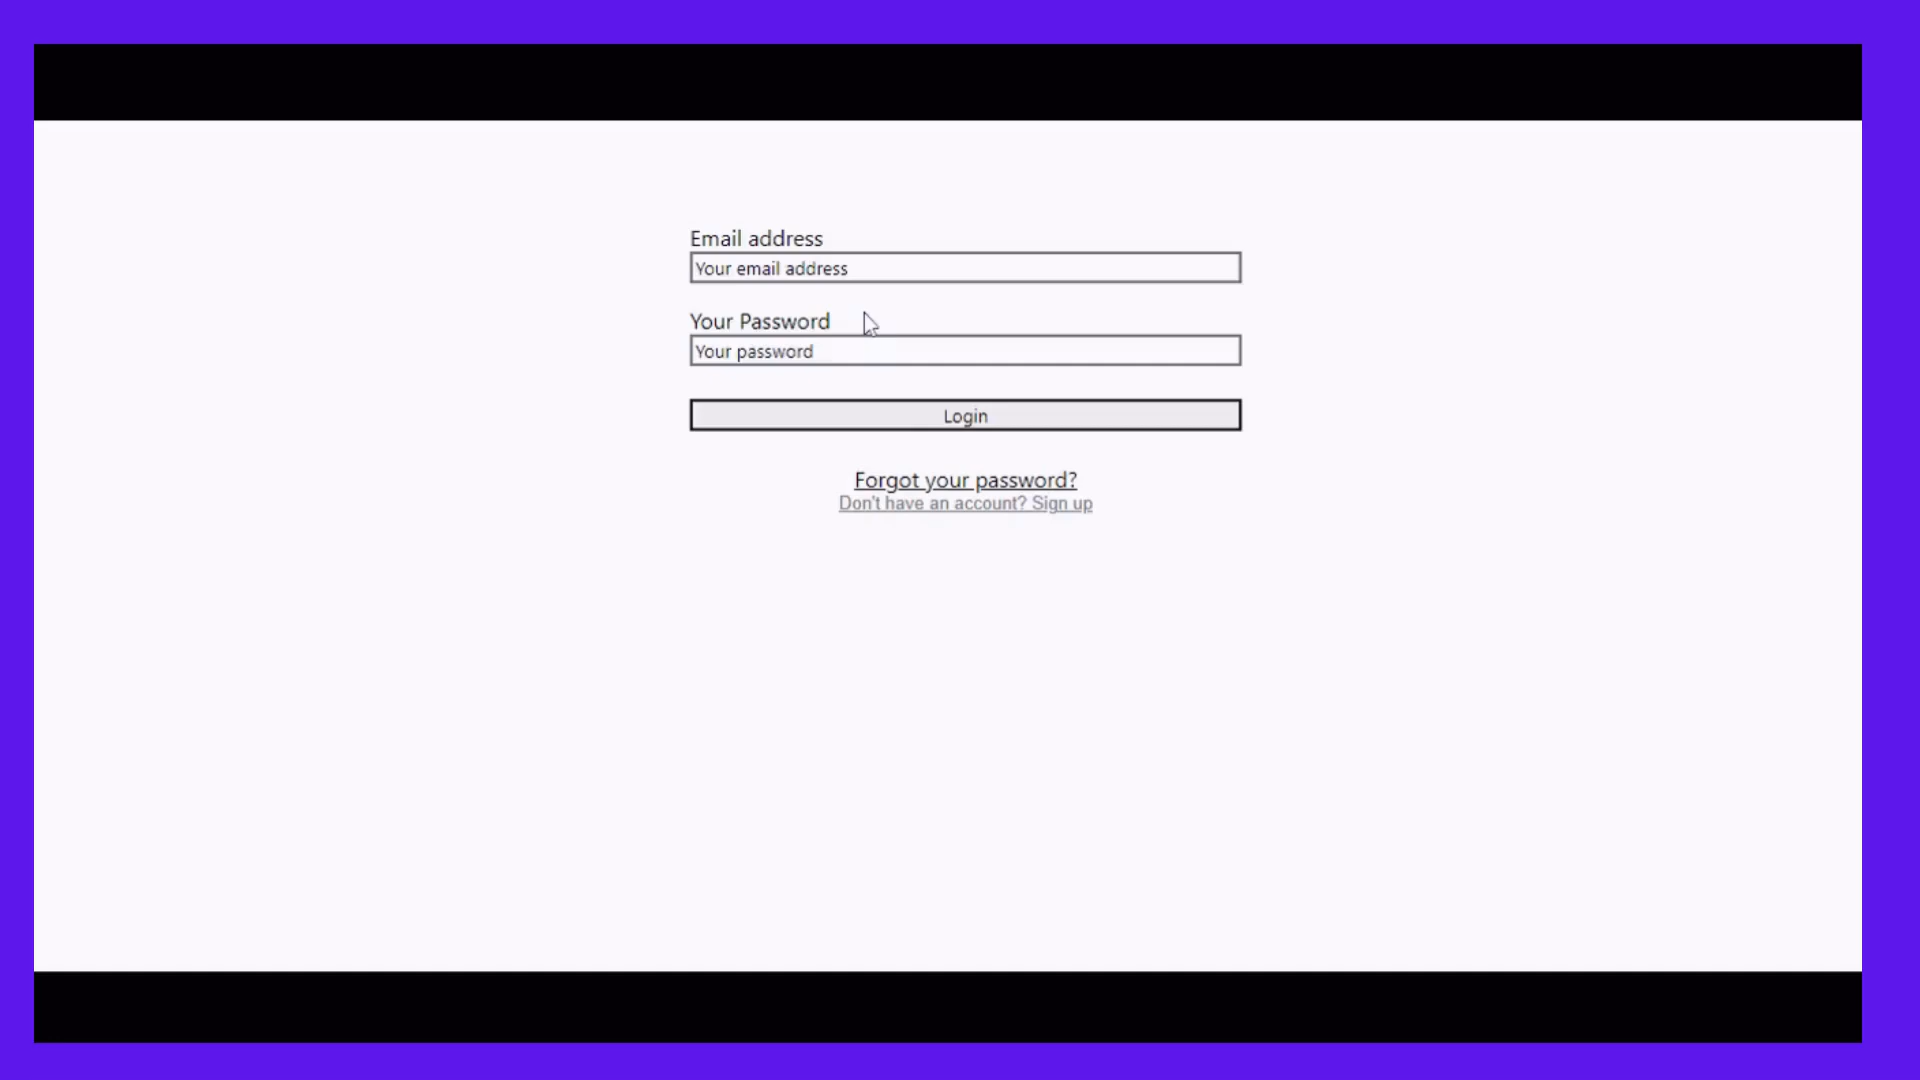 Email address
Your email address
Your Password
Your password
Login
Forgot your password?
Don't have an account? Sign up